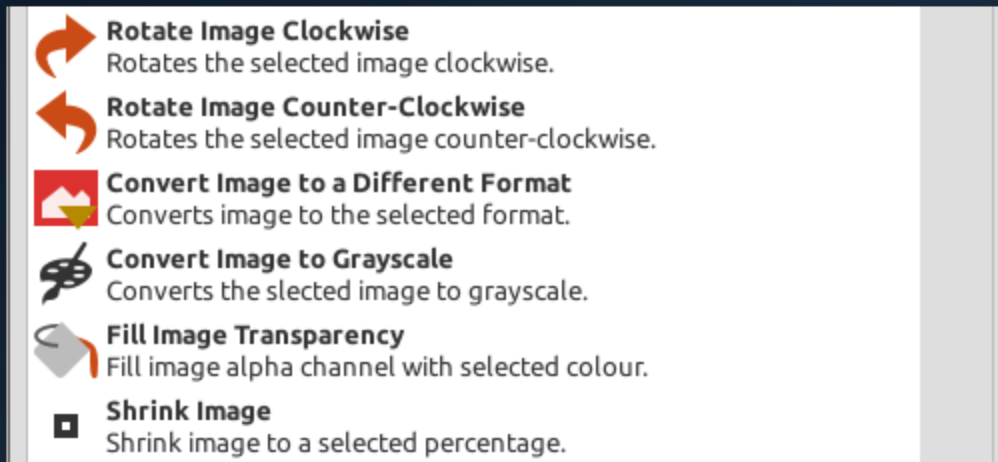 Rotate Image Clockwise
Rotates the selected image clockwise.
Rotate Image Counter-Clockwise
Rotates the selected image counter-clockwise.
Convert Image to a Different Format
Converts image to the selected format.
Convert Image to Grayscale
Converts the slected image to grayscale.
Fill Image Transparency
Fill image alpha channel with selected colour.
Shrink Image
Shrink image to a selected percentage.